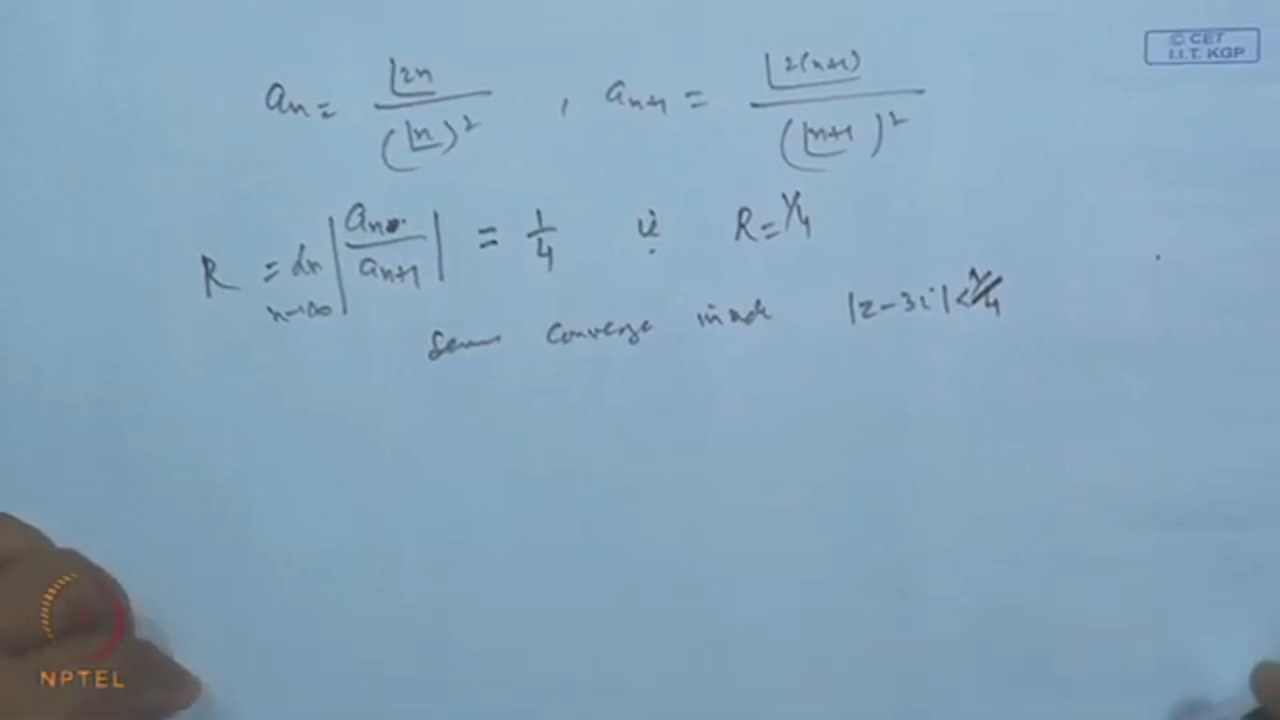 © CET
I.I.T. KGP
aₙ = |2n / (|n)² , aₙ₊₁ = |2(n+1) / (|n+1)²
R = Lt n→∞ |aₙ / aₙ₊₁| = 1/4 ie R = 1/4
Series converge inside |z - 3i| < 1/4
NPTEL